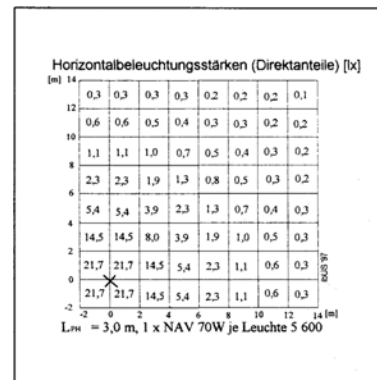 Horizontalbeleuchtungsstärken (Direktanteile) [lx]
[m] 14
0,3 0,3 0,3 0,3 0,2 0,2 0,2 0,1
12
0,6 0,6 0,5 0,4 0,3 0,3 0,2 0,2
10
1,1 1,1 1,0 0,7 0,5 0,4 0,3 0,2
8
2,3 2,3 1,9 1,3 0,8 0,5 0,3 0,2
6
5,4 5,4 3,9 2,3 1,3 0,7 0,4 0,3
4
14,5 14,5 8,0 3,9 1,9 1,0 0,5 0,3
2
21,7 21,7 14,5 5,4 2,3 1,1 0,6 0,3
0
21,7 21,7 14,5 5,4 2,3 1,1 0,6 0,3
-2
-2 0 2 4 6 8 10 12 14 [m]
LPH = 3,0 m, 1 x NAV 70W je Leuchte 5 600